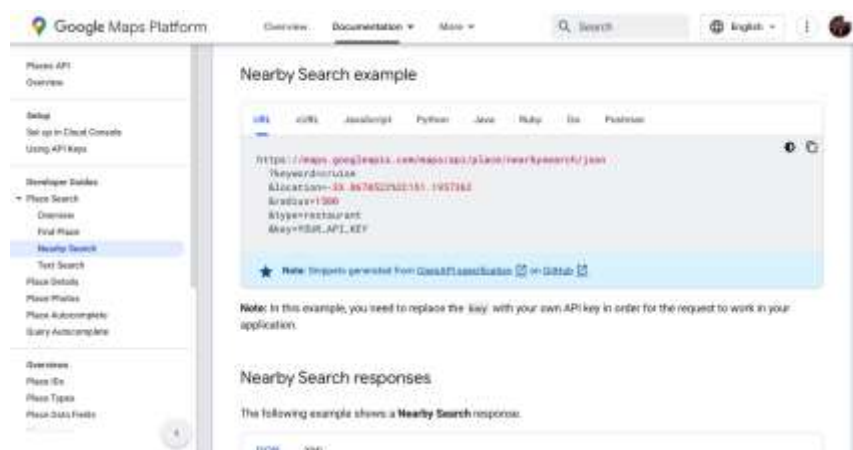 Google Maps Platform
Overview
Documentation
More
Search
English
Places API
Overview
Setup
Set up in Cloud Console
Using API Keys
Developer Guides
Place Search
Overview
Find Place
Nearby Search
Text Search
Place Details
Place Photos
Place Autocomplete
Query Autocomplete
Overviews
Place IDs
Place Types
Place Data Fields
Nearby Search example
URL cURL JavaScript Python Java Ruby Go Postman
https://maps.googleapis.com/maps/api/place/nearbysearch/json
?keyword=cruise
&location=-33.8670522%2C151.1957362
&radius=1500
&type=restaurant
&key=YOUR_API_KEY
Note: Snippets generated from OpenAPI specification on GitHub
Note: In this example, you need to replace the key with your own API key in order for the request to work in your
application.
Nearby Search responses
The following example shows a Nearby Search response.
JSON XML